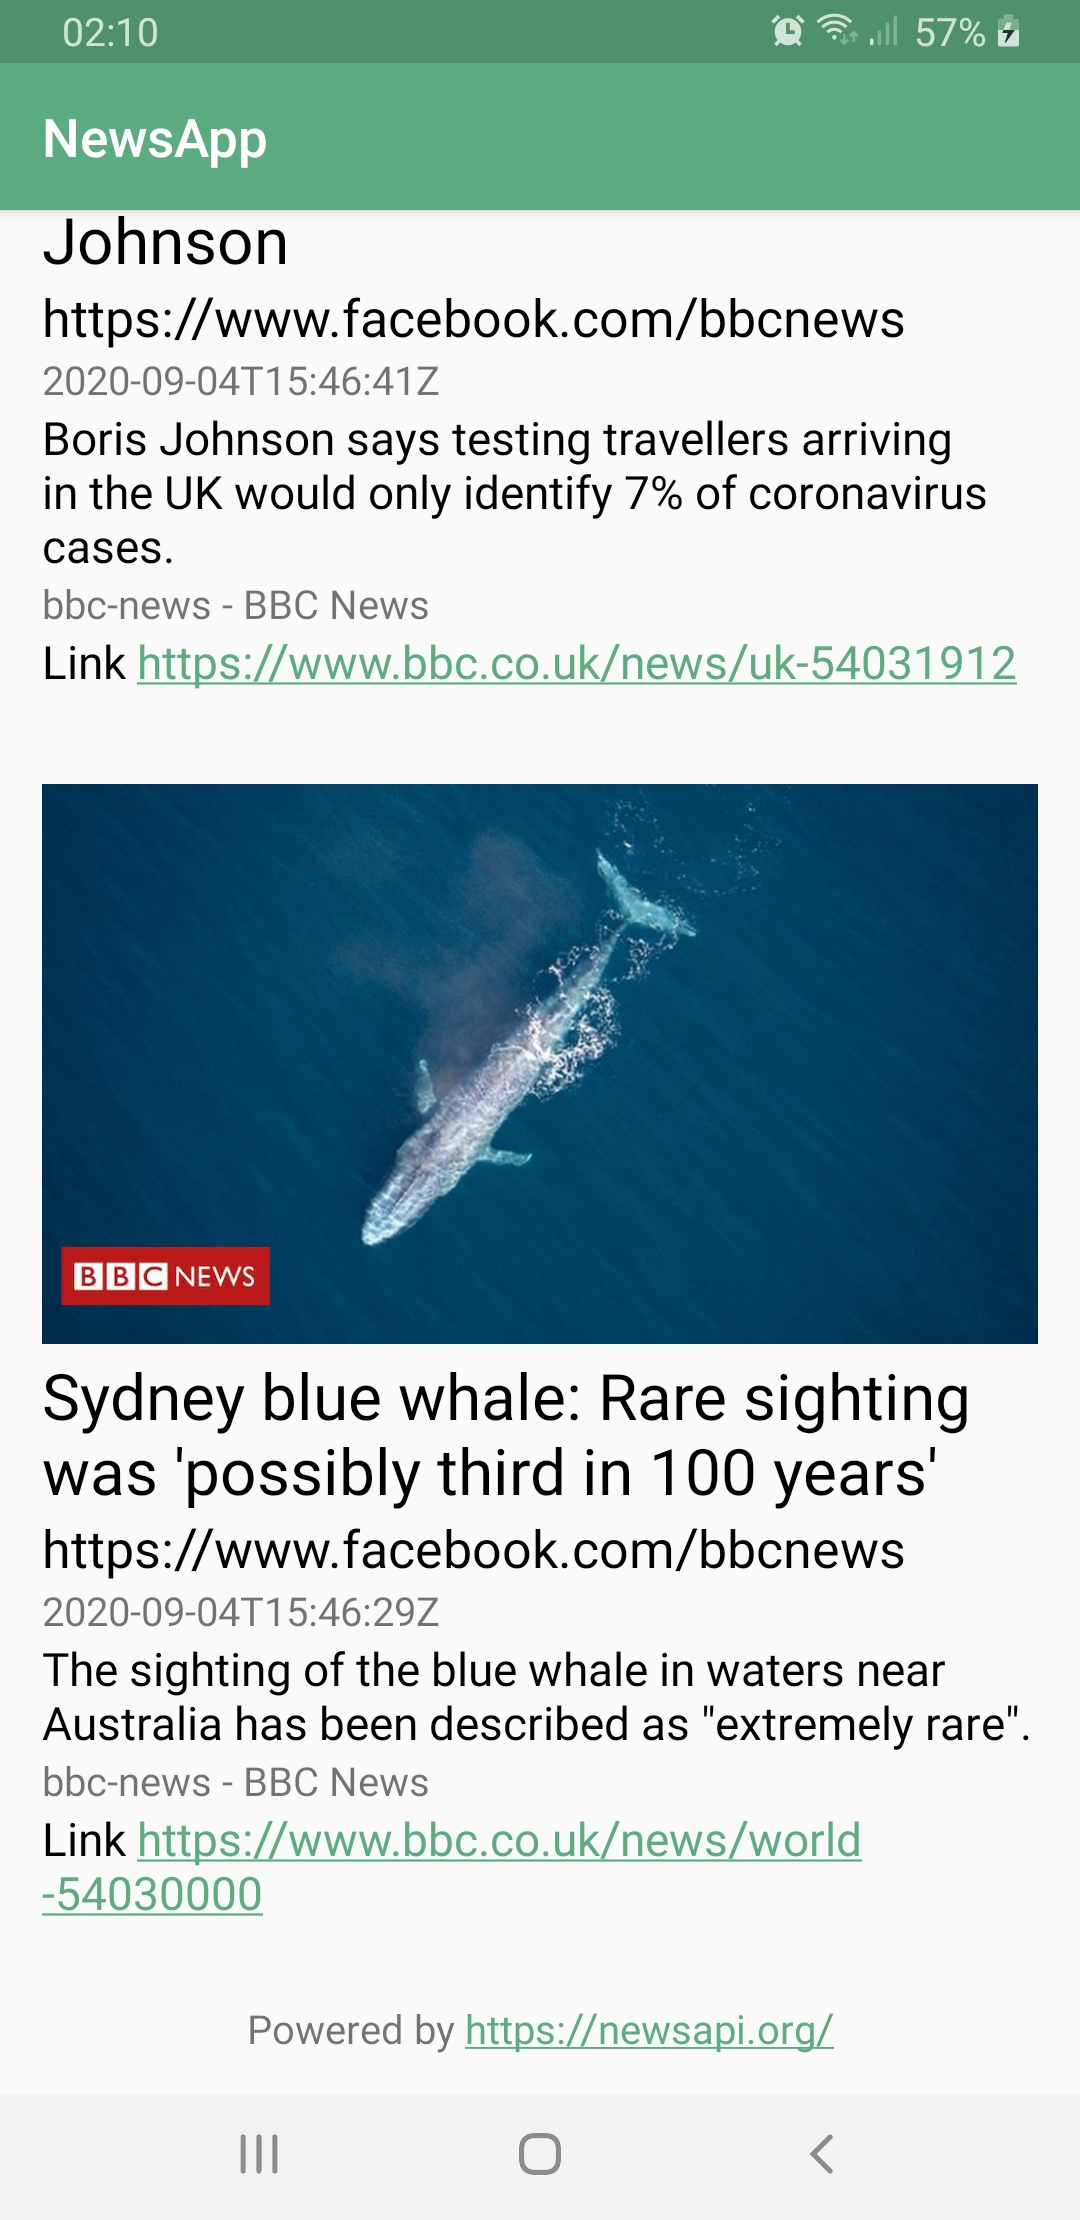 02:10
57%
NewsApp
Johnson
https://www.facebook.com/bbcnews
2020-09-04T15:46:41Z
Boris Johnson says testing travellers arriving
in the UK would only identify 7% of coronavirus
cases.
bbc-news - BBC News
Link https://www.bbc.co.uk/news/uk-54031912
BBC NEWS
Sydney blue whale: Rare sighting
was 'possibly third in 100 years'
https://www.facebook.com/bbcnews
2020-09-04T15:46:29Z
The sighting of the blue whale in waters near
Australia has been described as "extremely rare".
bbc-news - BBC News
Link https://www.bbc.co.uk/news/world
-54030000
Powered by https://newsapi.org/